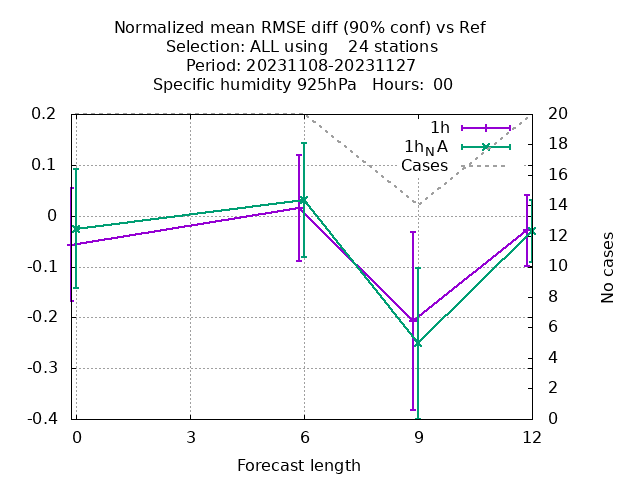 Normalized mean RMSE diff (90% conf) vs Ref
Selection: ALL using    24 stations
Period: 20231108-20231127
Specific humidity 925hPa   Hours:  00
1h
1h_N A
Cases
0.2
0.1
0
-0.1
-0.2
-0.3
-0.4
20
18
16
14
12
10
8
6
4
2
0
No cases
0
3
6
9
12
Forecast length